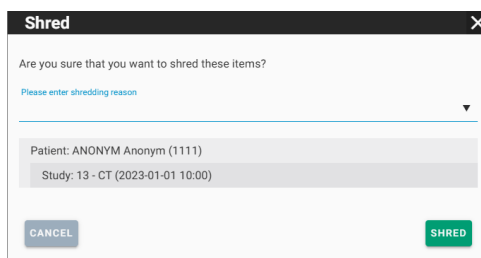 Shred
Are you sure that you want to shred these items?
Please enter shredding reason
Patient: ANONYM Anonym (1111)
Study: 13 - CT (2023-01-01 10:00)
CANCEL
SHRED